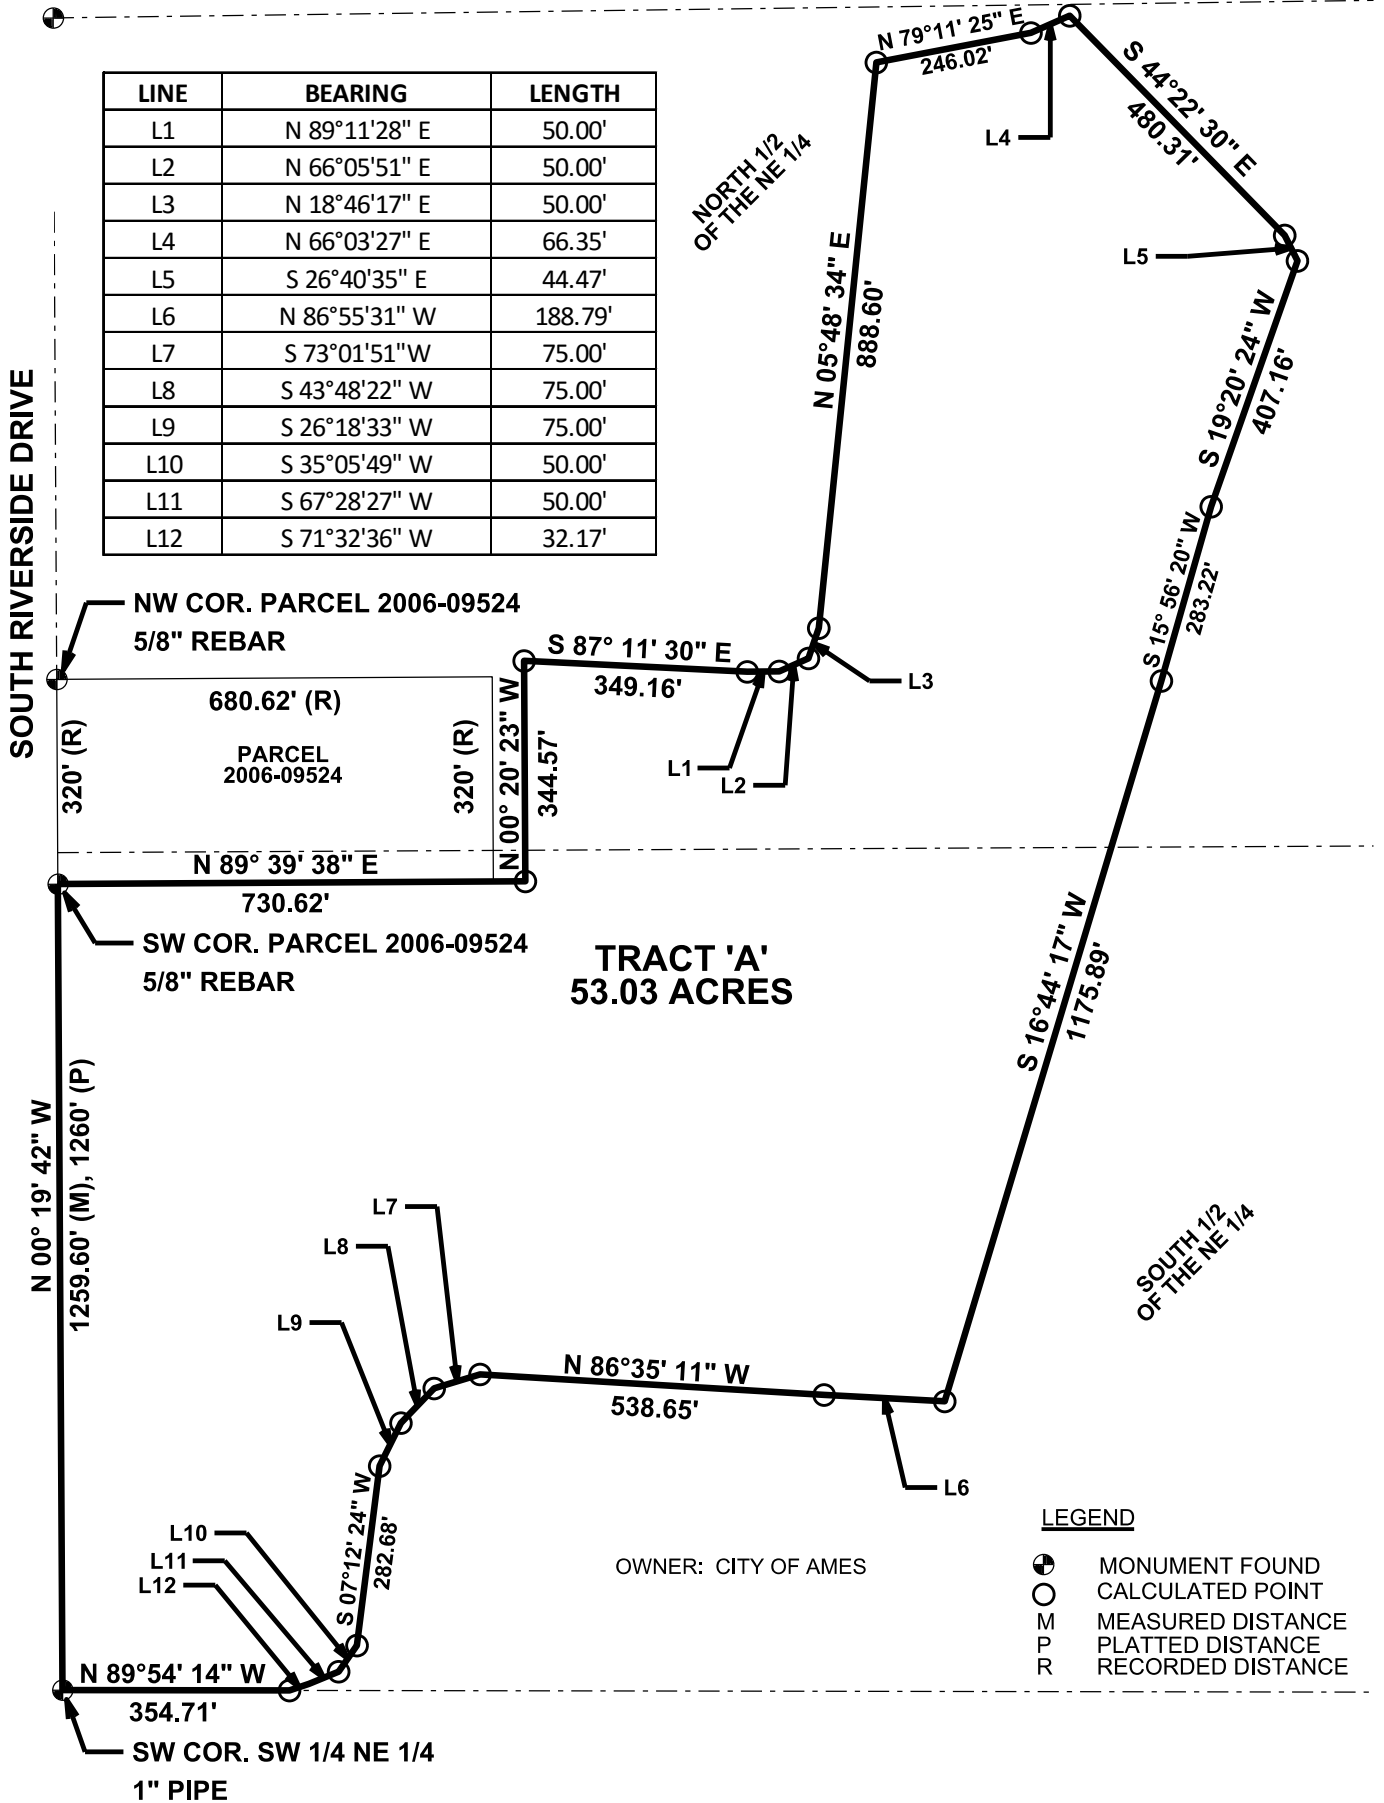 N 79°11' 25" E
246.02'
S 44°22' 30" E
480.31'
L4
LINE BEARING LENGTH
L1 N 89°11'28" E 50.00'
L2 N 66°05'51" E 50.00'
L3 N 18°46'17" E 50.00'
L4 N 66°03'27" E 66.35'
L5 S 26°40'35" E 44.47'
L6 N 86°55'31" W 188.79'
L7 S 73°01'51"W 75.00'
L8 S 43°48'22" W 75.00'
L9 S 26°18'33" W 75.00'
L10 S 35°05'49" W 50.00'
L11 S 67°28'27" W 50.00'
L12 S 71°32'36" W 32.17'
NORTH 1/2
OF THE NE 1/4
L5
N 05°48' 34" E
888.60'
S 19°20' 24" W
407.16'
SOUTH RIVERSIDE DRIVE
S 15° 56' 20" W
283.22'
NW COR. PARCEL 2006-09524
5/8" REBAR
S 87° 11' 30" E
349.16'
L3
680.62' (R)
320' (R)
PARCEL
2006-09524
320' (R)
N 00° 20' 23" W
344.57'
L1
L2
N 89° 39' 38" E
730.62'
SW COR. PARCEL 2006-09524
5/8" REBAR
TRACT 'A'
53.03 ACRES
S 16°44' 17" W
1175.89'
N 00° 19' 42" W
1259.60' (M), 1260' (P)
L7
L8
L9
SOUTH 1/2
OF THE NE 1/4
N 86°35' 11" W
538.65'
L6
L10
L11
L12
S 07°12' 24" W
282.68'
OWNER: CITY OF AMES
LEGEND
MONUMENT FOUND
CALCULATED POINT
M MEASURED DISTANCE
P PLATTED DISTANCE
R RECORDED DISTANCE
N 89°54' 14" W
354.71'
SW COR. SW 1/4 NE 1/4
1" PIPE